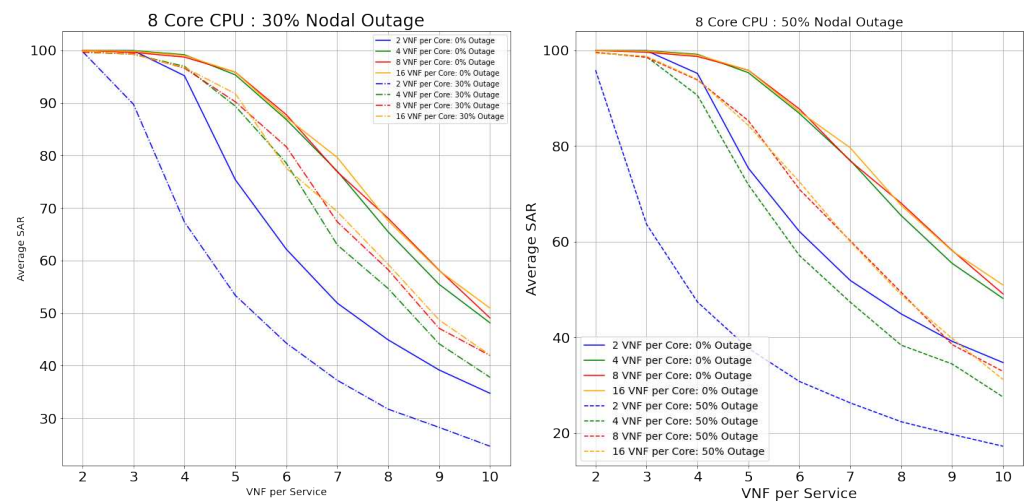 8 Core CPU : 30% Nodal Outage
100
90
80
70
60
50
40
30
Average SAR
2 VNF per Core: 0% Outage
4 VNF per Core: 0% Outage
8 VNF per Core: 0% Outage
16 VNF per Core: 0% Outage
2 VNF per Core: 30% Outage
4 VNF per Core: 30% Outage
8 VNF per Core: 30% Outage
16 VNF per Core: 30% Outage
2 3 4 5 6 7 8 9 10
VNF per Service
8 Core CPU : 50% Nodal Outage
100
80
60
40
20
Average SAR
2 VNF per Core: 0% Outage
4 VNF per Core: 0% Outage
8 VNF per Core: 0% Outage
16 VNF per Core: 0% Outage
2 VNF per Core: 50% Outage
4 VNF per Core: 50% Outage
8 VNF per Core: 50% Outage
16 VNF per Core: 50% Outage
2 3 4 5 6 7 8 9 10
VNF per Service